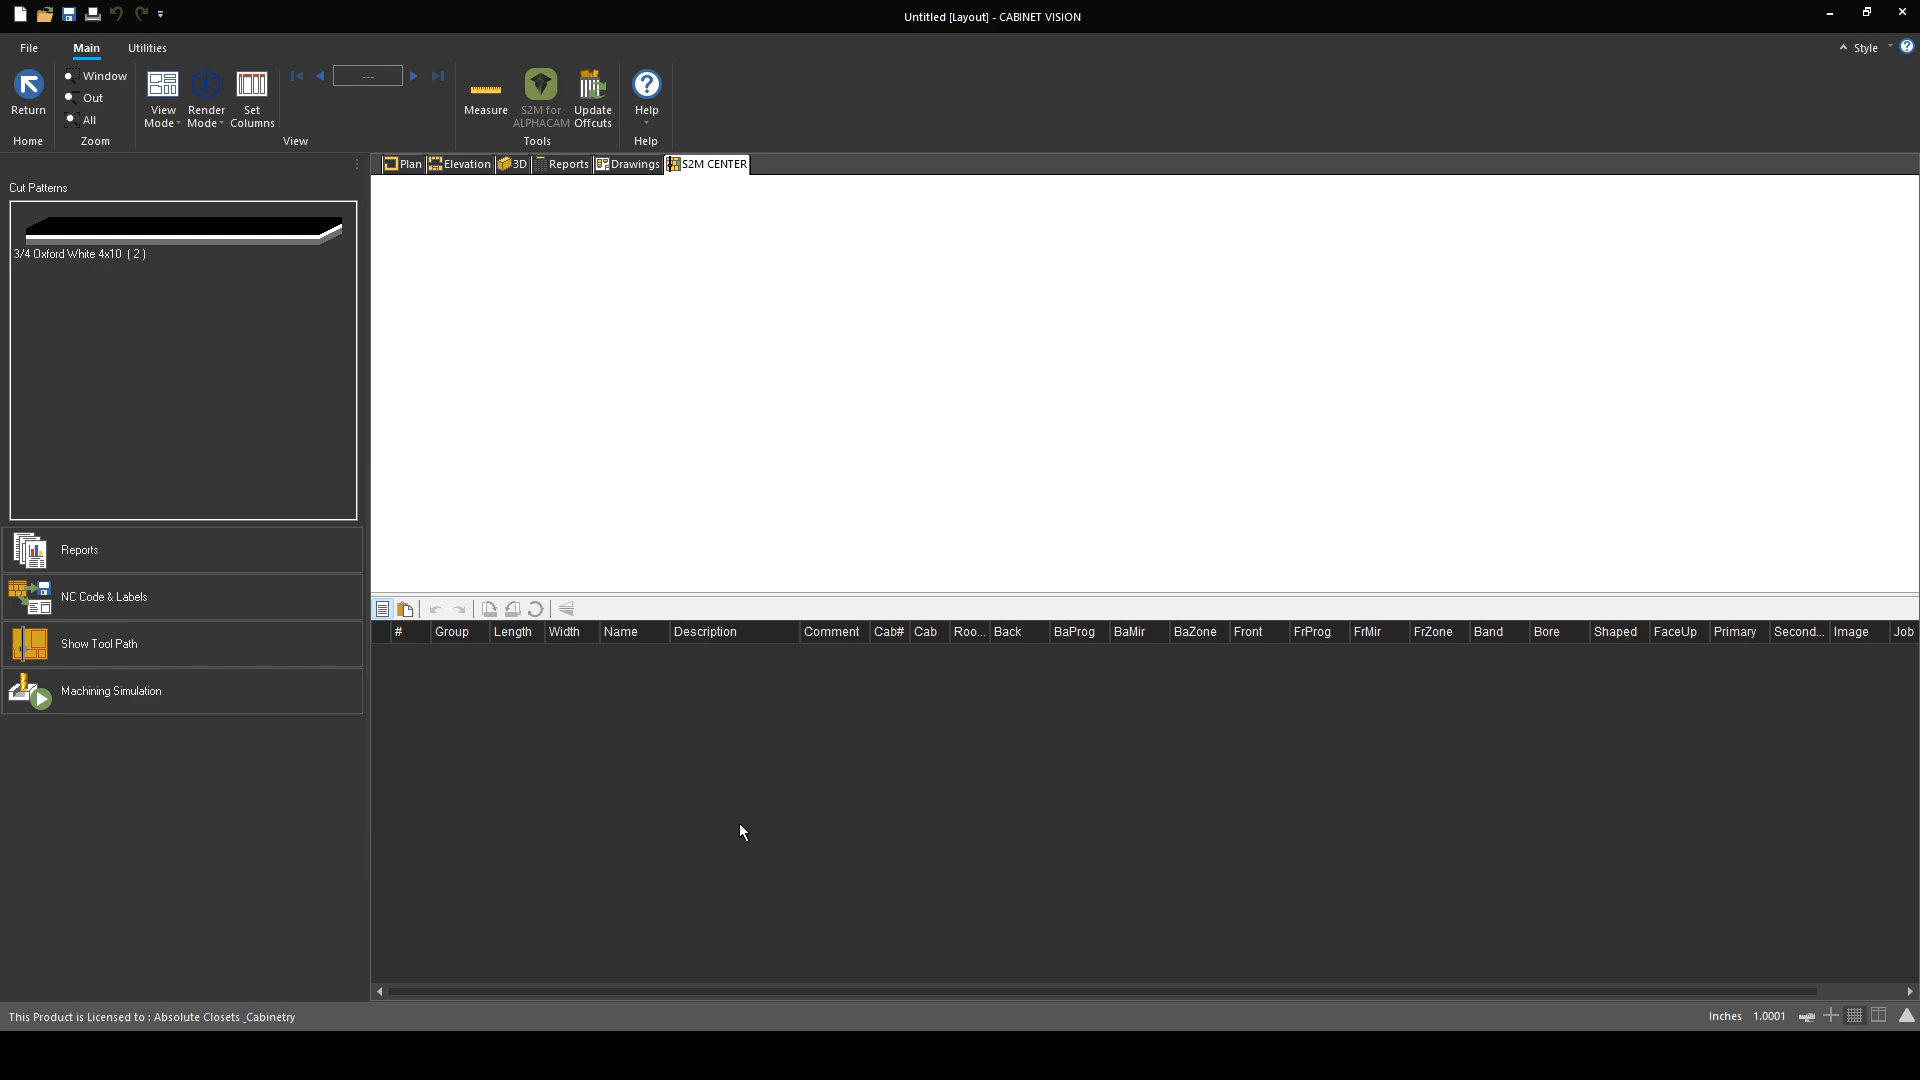 Untitled [Layout] - CABINET VISION
File Main Utilities
Style
Return
Home
Window
Out
All
Zoom
View Mode
Render Mode
Set Columns
---
View
Measure
S2M for ALPHACAM
Update Offcuts
Tools
Help
Help
Plan Elevation 3D Reports Drawings S2M CENTER
Cut Patterns
3/4 Oxford White 4x10 ( 2 )
Reports
NC Code & Labels
Show Tool Path
Machining Simulation
# Group Length Width Name Description Comment Cab# Cab Roo... Back BaProg BaMir BaZone Front FrProg FrMir FrZone Band Bore Shaped FaceUp Primary Second... Image Job
This Product is Licensed to : Absolute Closets _Cabinetry
Inches 1.0001